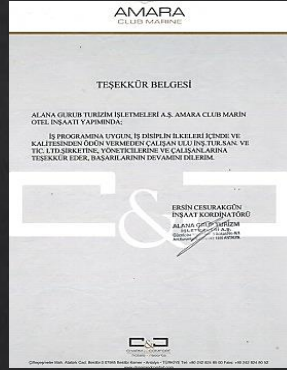 AMARA
CLUB MARINE
TEŞEKKÜR BELGESİ
ALANA GURUB TURİZİM İŞLETMELERİ A.Ş. AMARA CLUB MARİN
OTEL İNŞAATI YAPIMINDA;
İŞ PROGRAMINA UYGUN, İŞ DİSİPLİN İLKELERİ İÇİNDE VE
KALİTESİNDEN ÖDÜN VERMEDEN ÇALIŞAN ULU İNŞ.TUR.SAN. VE
TİC. LTD.ŞİRKETİNE, YÖNETİCİLERİNE VE ÇALIŞANLARINA
TEŞEKKÜR EDER, BAŞARILARININ DEVAMINI DİLERİM.
&
ERSİN CESURAKGÜN
İNŞAAT KORDİNATÖRÜ
ALANA GRUP TURİZM
İŞLETMELERİ A.Ş.
C&C